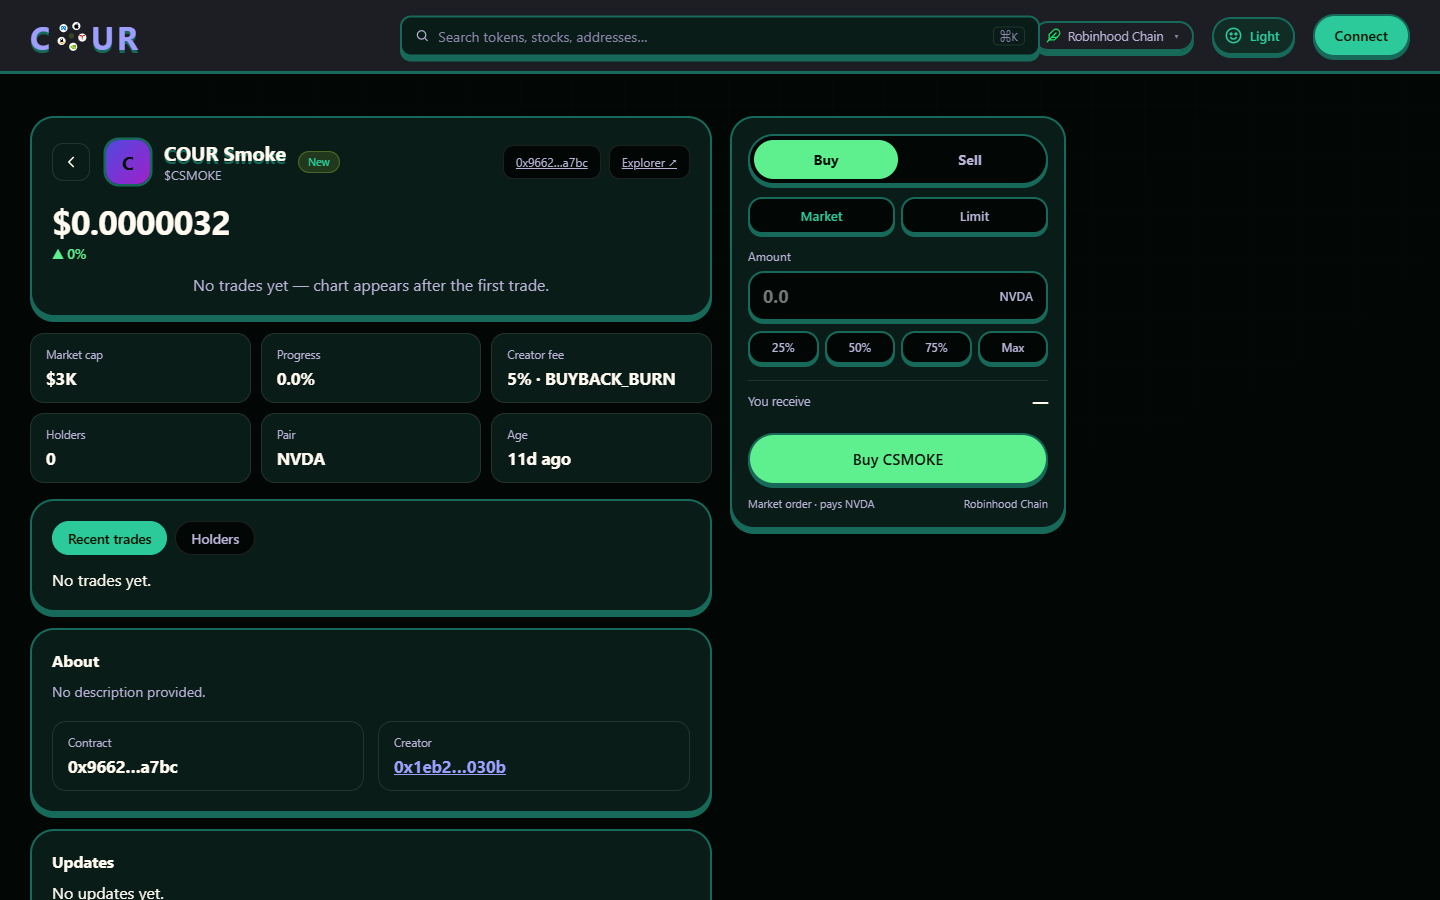 C UR
Search tokens, stocks, addresses...
⌘K
Robinhood Chain
Light
Connect
C
COUR Smoke
New
$CSMOKE
0x9662…a7bc
Explorer ↗
$0.0000032
▲ 0%
No trades yet — chart appears after the first trade.
Market cap
$3K
Progress
0.0%
Creator fee
5% · BUYBACK_BURN
Holders
0
Pair
NVDA
Age
11d ago
Recent trades
Holders
No trades yet.
About
No description provided.
Contract
0x9662…a7bc
Creator
0x1eb2…030b
Updates
No updates yet.
Buy
Sell
Market
Limit
Amount
0.0
NVDA
25%
50%
75%
Max
You receive
—
Buy CSMOKE
Market order · pays NVDA
Robinhood Chain